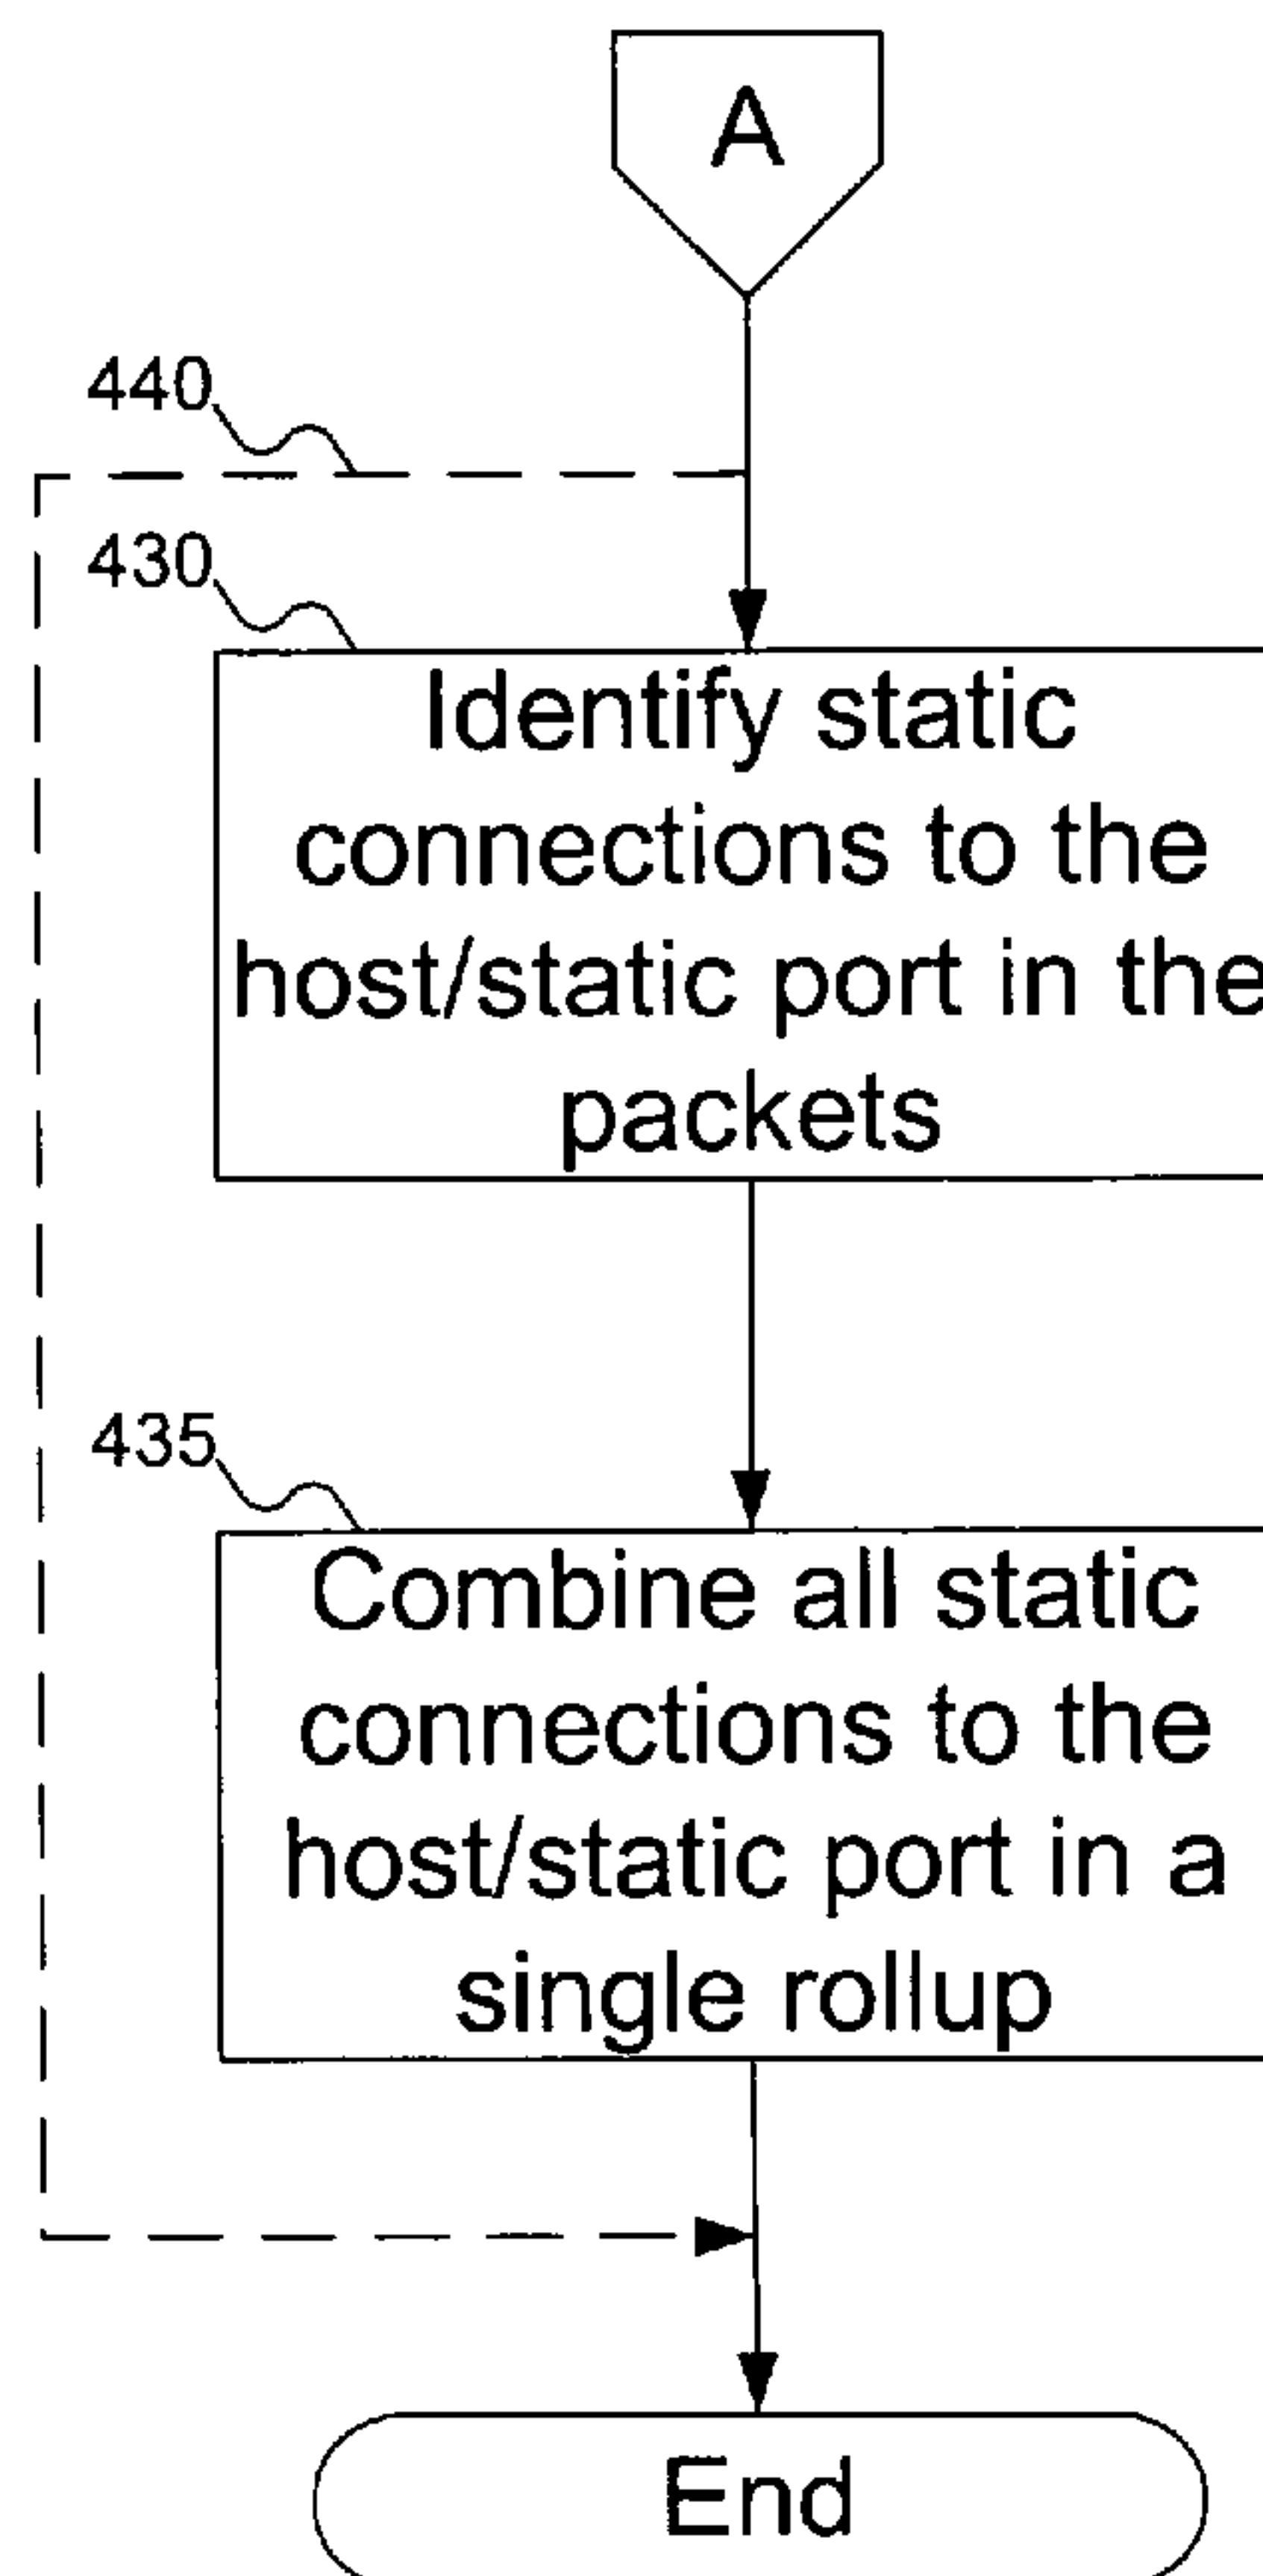 A
440
430
Identify static
connections to the
host/static port in the
packets
435
Combine all static
connections to the
host/static port in a
single rollup
End